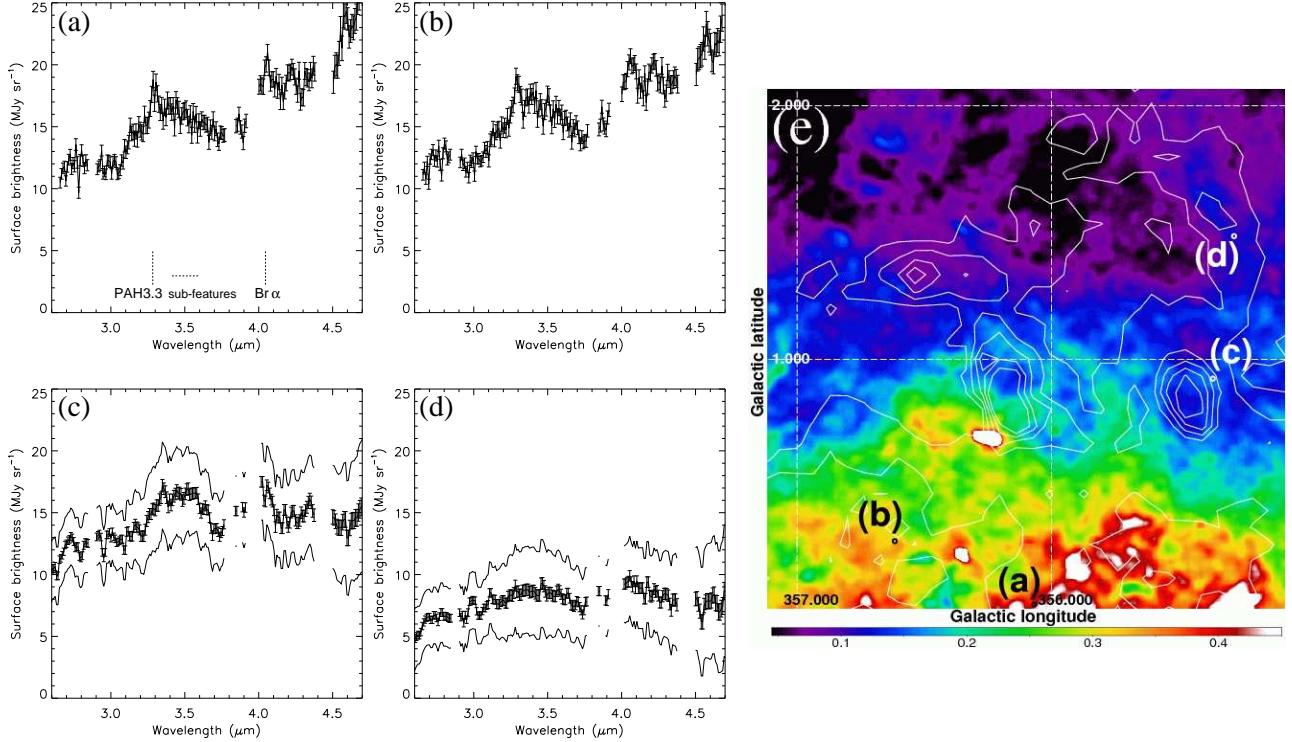 (a)
25
20
15
10
5
0
Surface brightness (MJy sr⁻¹)
PAH3.3 sub-features Br α
3.0 3.5 4.0 4.5
Wavelength (μm)
(b)
25
20
15
10
5
0
Surface brightness (MJy sr⁻¹)
3.0 3.5 4.0 4.5
Wavelength (μm)
(c)
25
20
15
10
5
0
Surface brightness (MJy sr⁻¹)
3.0 3.5 4.0 4.5
Wavelength (μm)
(d)
25
20
15
10
5
0
Surface brightness (MJy sr⁻¹)
3.0 3.5 4.0 4.5
Wavelength (μm)
(e)
2.000
(d)
1.000
(c)
(b)
(a)
357.000 356.000
Galactic latitude
Galactic longitude
0.1 0.2 0.3 0.4